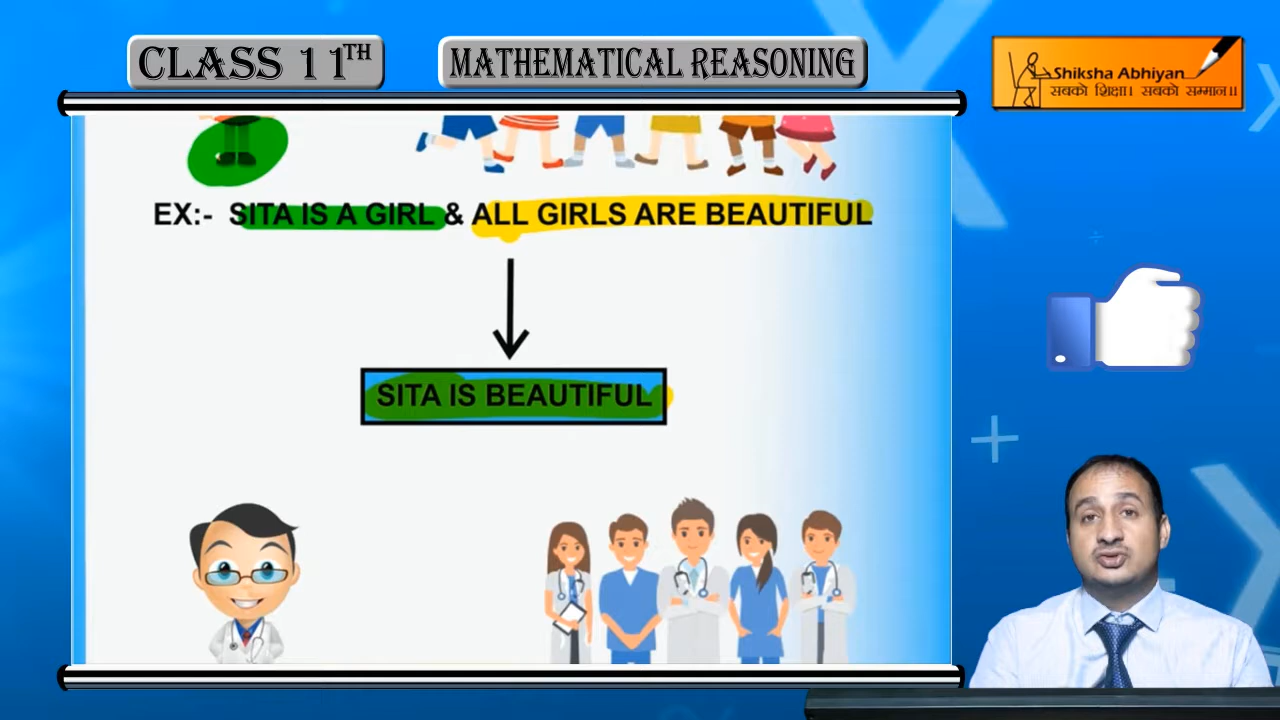 CLASS 11TH
MATHEMATICAL REASONING
Shiksha Abhiyan
सबको शिक्षा। सबको सम्मान॥
EX:- SITA IS A GIRL & ALL GIRLS ARE BEAUTIFUL
SITA IS BEAUTIFUL